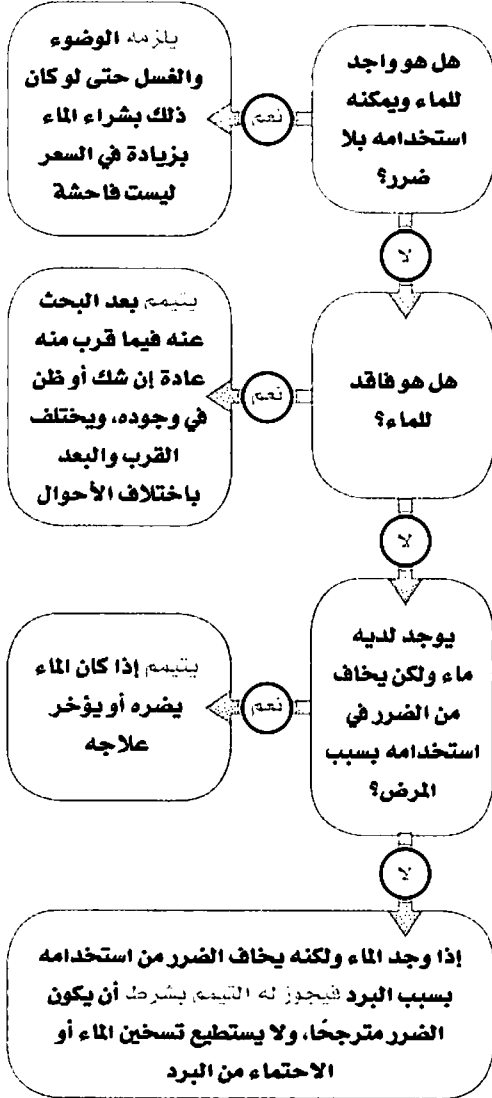 هل هو واجد
للماء ويمكنه
استخدامه بلا
ضرر؟
نعم
يلزمه الوضوء
والغسل حتى لو كان
ذلك بشراء الماء
بزيادة في السعر
ليست فاحشة
لا
هل هو فاقد
للماء؟
نعم
يتيمم بعد البحث
عنه فيما قرب منه
عادة إن شك أو ظن
في وجوده، ويختلف
القرب والبعد
باختلاف الأحوال
لا
يوجد لديه
ماء ولكن يخاف
من الضرر في
استخدامه بسبب
المرض؟
نعم
يتيمم إذا كان الماء
يضره أو يؤخر
علاجه
لا
إذا وجد الماء ولكنه يخاف الضرر من استخدامه
بسبب البرد فيجوز له التيمم بشرط أن يكون
الضرر مترجحًا، ولا يستطيع تسخين الماء أو
الاحتماء من البرد